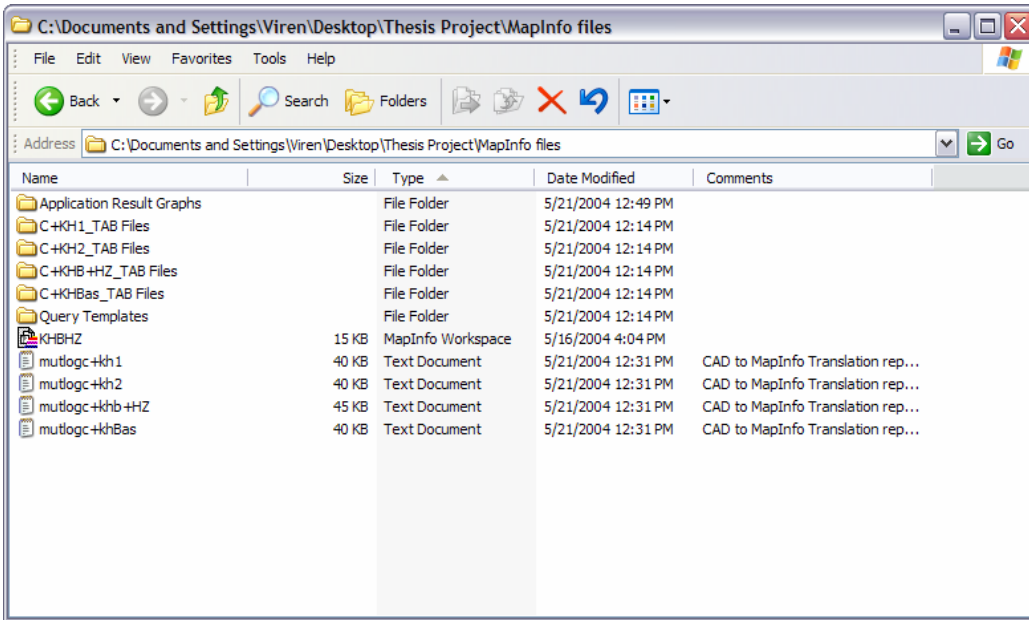 C:\Documents and Settings\Viren\Desktop\Thesis Project\MapInfo files
File Edit View Favorites Tools Help
Back Search Folders
Address C:\Documents and Settings\Viren\Desktop\Thesis Project\MapInfo files Go
Name Size Type Date Modified Comments
Application Result Graphs File Folder 5/21/2004 12:49 PM
C+KH1_TAB Files File Folder 5/21/2004 12:14 PM
C+KH2_TAB Files File Folder 5/21/2004 12:14 PM
C+KHB+HZ_TAB Files File Folder 5/21/2004 12:14 PM
C+KHBas_TAB Files File Folder 5/21/2004 12:14 PM
Query Templates File Folder 5/21/2004 12:14 PM
KHBHZ 15 KB MapInfo Workspace 5/16/2004 4:04 PM
mutlogc+kh1 40 KB Text Document 5/21/2004 12:31 PM CAD to MapInfo Translation rep...
mutlogc+kh2 40 KB Text Document 5/21/2004 12:31 PM CAD to MapInfo Translation rep...
mutlogc+khb+HZ 45 KB Text Document 5/21/2004 12:31 PM CAD to MapInfo Translation rep...
mutlogc+khBas 40 KB Text Document 5/21/2004 12:31 PM CAD to MapInfo Translation rep...